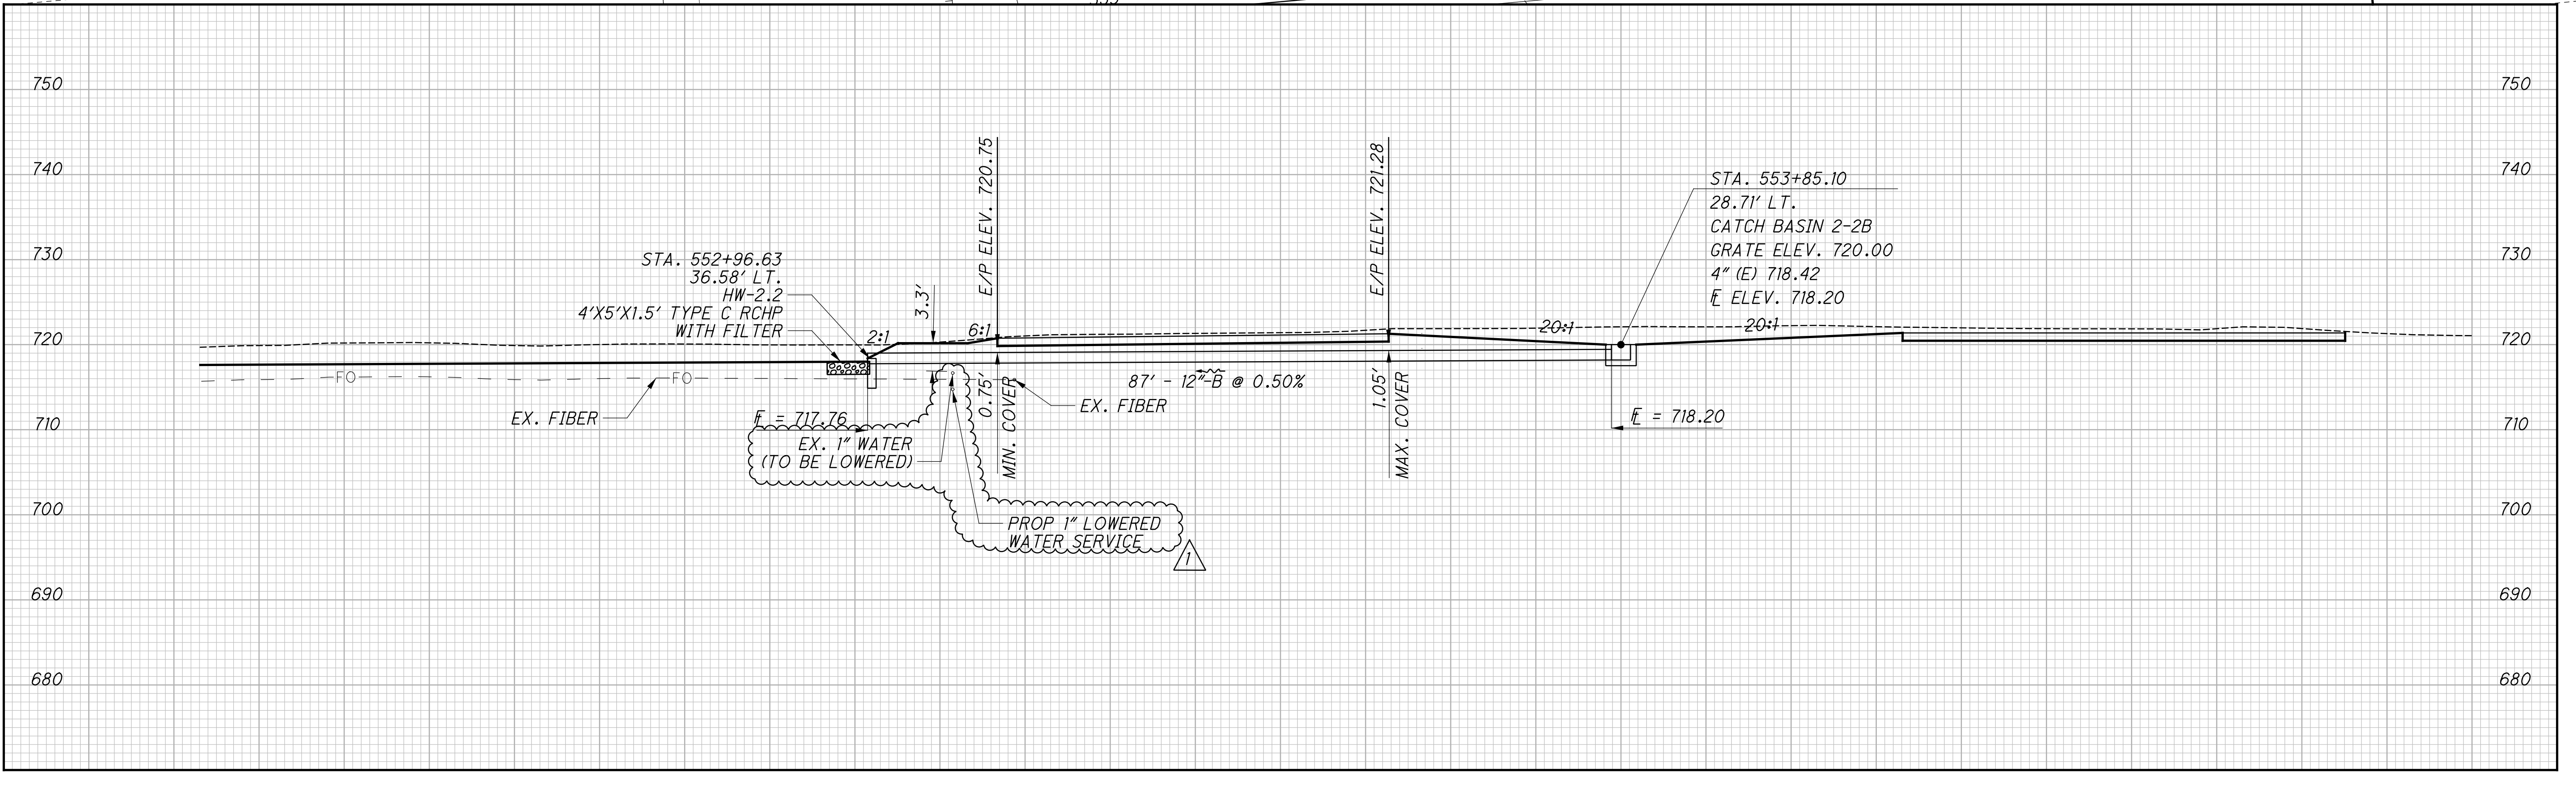 750
750
740
740
730
730
720
720
710
710
700
700
690
690
680
680
STA. 552+96.63
36.58' LT.
HW-2.2
4'X5'X1.5' TYPE C RCHP
WITH FILTER
2:1
3.3'
6:1
E/P ELEV. 720.75
E/P ELEV. 721.28
STA. 553+85.10
28.71' LT.
CATCH BASIN 2-2B
GRATE ELEV. 720.00
4" (E) 718.42
FL ELEV. 718.20
20:1
20:1
FO
FO
EX. FIBER
FL = 717.76
EX. 1" WATER
(TO BE LOWERED)
0.75'
MIN. COVER
EX. FIBER
87' - 12"-B @ 0.50%
1.05'
MAX. COVER
FL = 718.20
PROP 1" LOWERED
WATER SERVICE
1